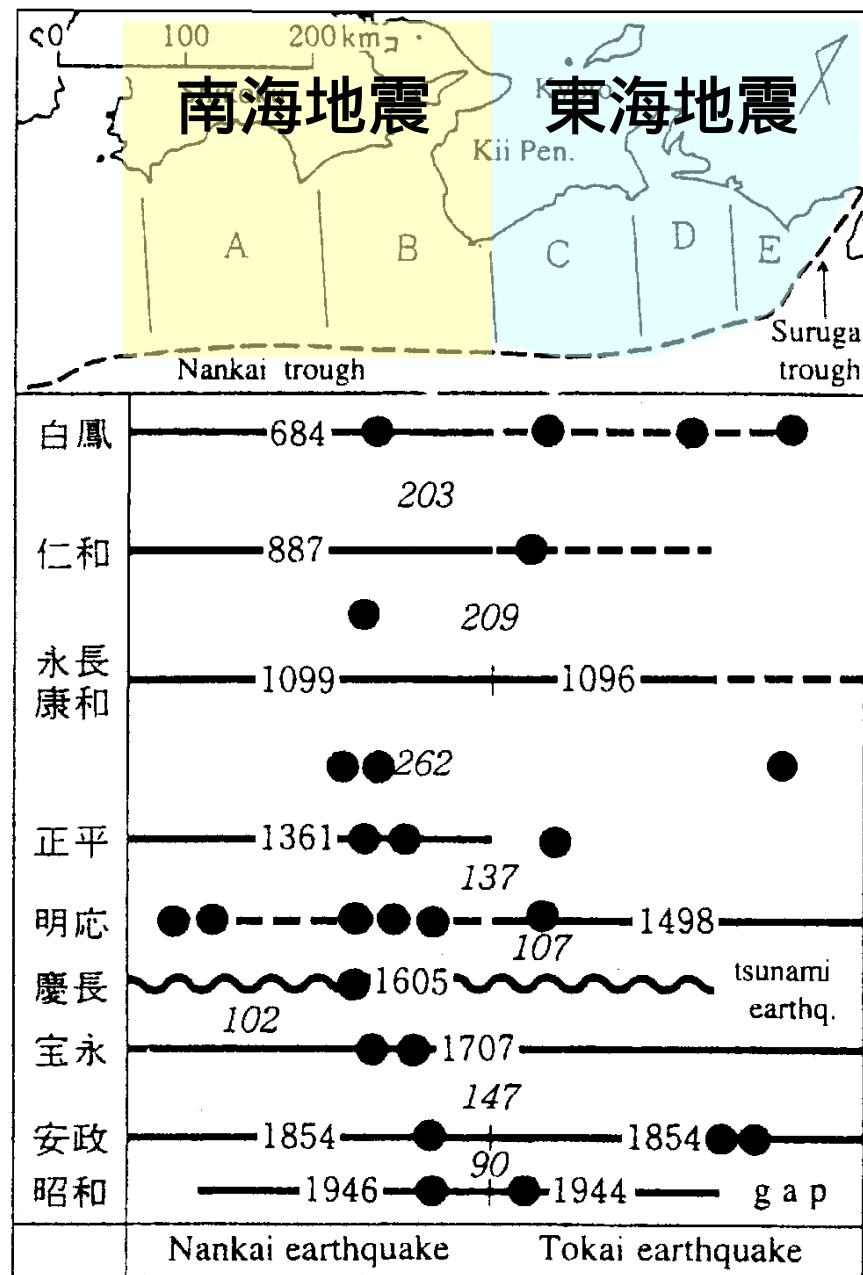 0 100 200km
南海地震 東海地震
Kii Pen.
A B C D E
Nankai trough
Suruga
trough
白鳳 684
203
仁和 887
209
永長
康和 1099 1096
262
正平 1361
137
明応 1498
107
慶長 1605 tsunami
earthq.
102
宝永 1707
147
安政 1854 1854
90
昭和 1946 1944 gap
Nankai earthquake Tokai earthquake